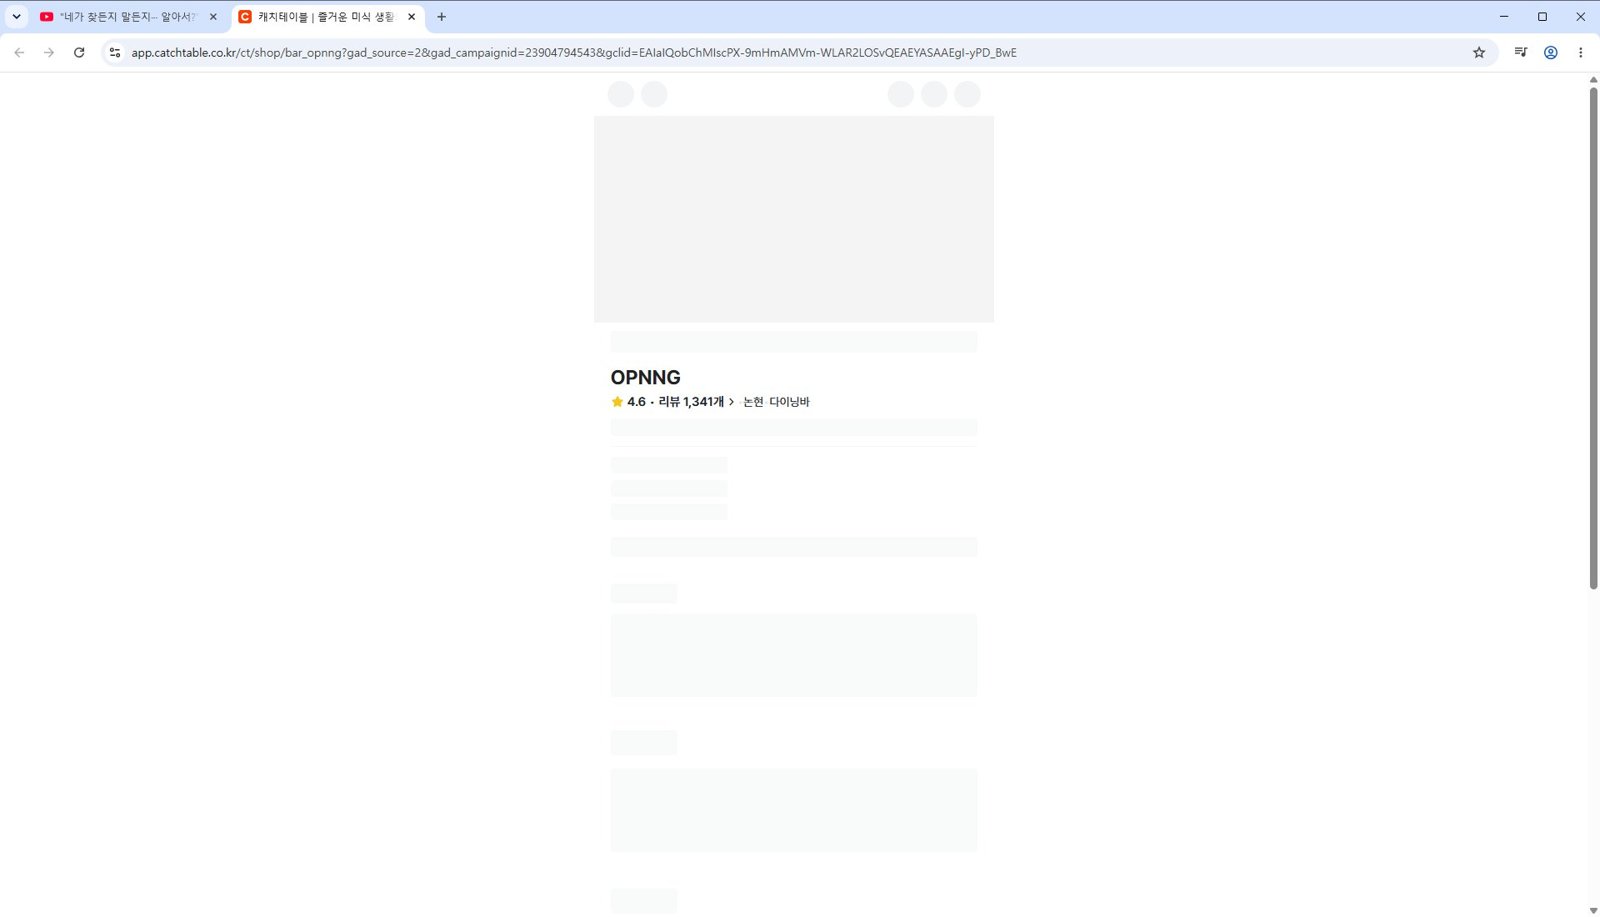 "네가 찾든지 말든지... 알아서?"
캐치테이블 | 즐거운 미식 생활
app.catchtable.co.kr/ct/shop/bar_opnng?gad_source=2&gad_campaignid=23904794543&gclid=EAIaIQobChMIscPX-9mHmAMVm-WLAR2LOSvQEAEYASAAEgI-yPD_BwE
OPNNG
4.6 · 리뷰 1,341개 > · 논현 · 다이닝바